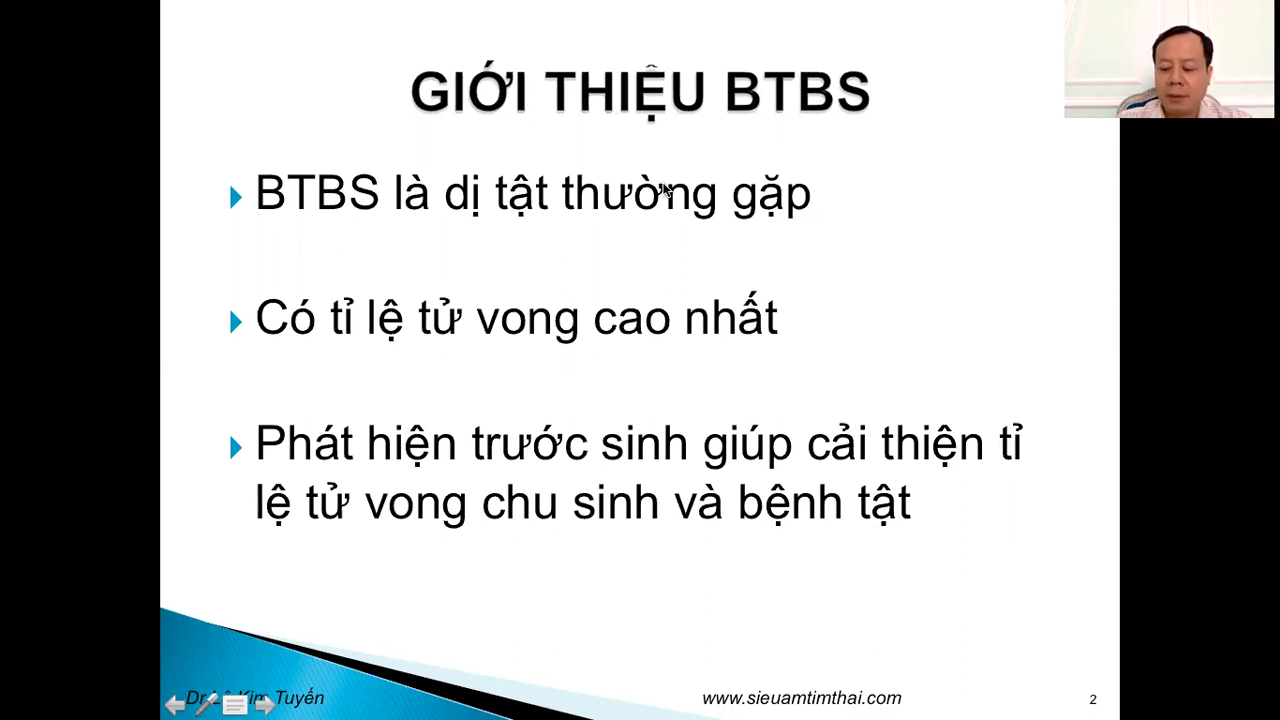 GIỚI THIỆU BTBS
BTBS là dị tật thường gặp
Có tỉ lệ tử vong cao nhất
Phát hiện trước sinh giúp cải thiện tỉ
lệ tử vong chu sinh và bệnh tật
Dr Lê Kim Tuyến
www.sieuamtimthai.com
2